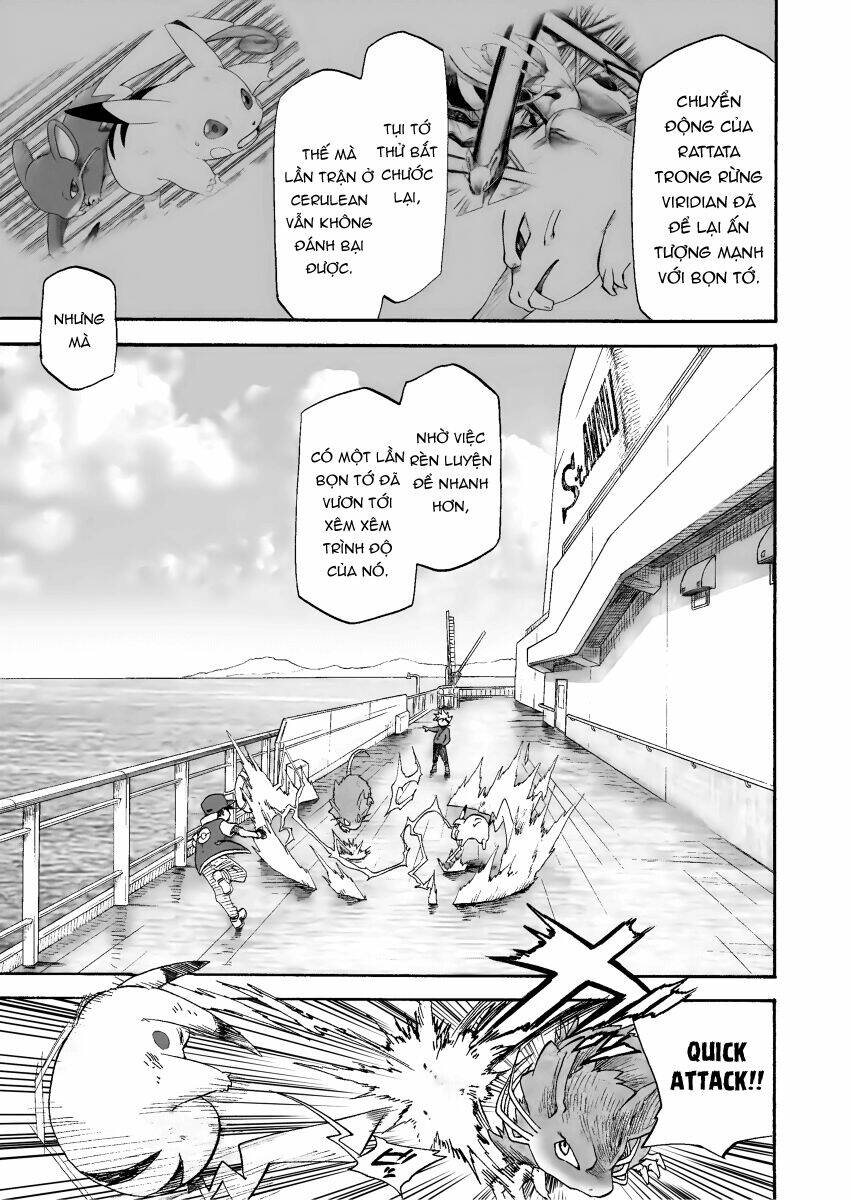 CHUYỂN
ĐỘNG CỦA
RATTATA
TRONG RỪNG
VIRIDIAN ĐÃ
ĐỂ LẠI ẤN
TƯỢNG MẠNH
VỚI BỌN TỚ.
TỤI TỚ
THỬ BẮT
CHƯỚC
LẠI,
THẾ MÀ
LẦN TRẬN Ở
CERULEAN
VẪN KHÔNG
ĐÁNH BẠI
ĐƯỢC.
NHƯNG
MÀ
NHỜ VIỆC
RÈN LUYỆN
ĐỂ NHANH
HƠN,
CÓ MỘT LẦN
BỌN TỚ ĐÃ
VƯƠN TỚI
XÊM XÊM
TRÌNH ĐỘ
CỦA NÓ.
St.ANNU
QUICK
ATTACK!!